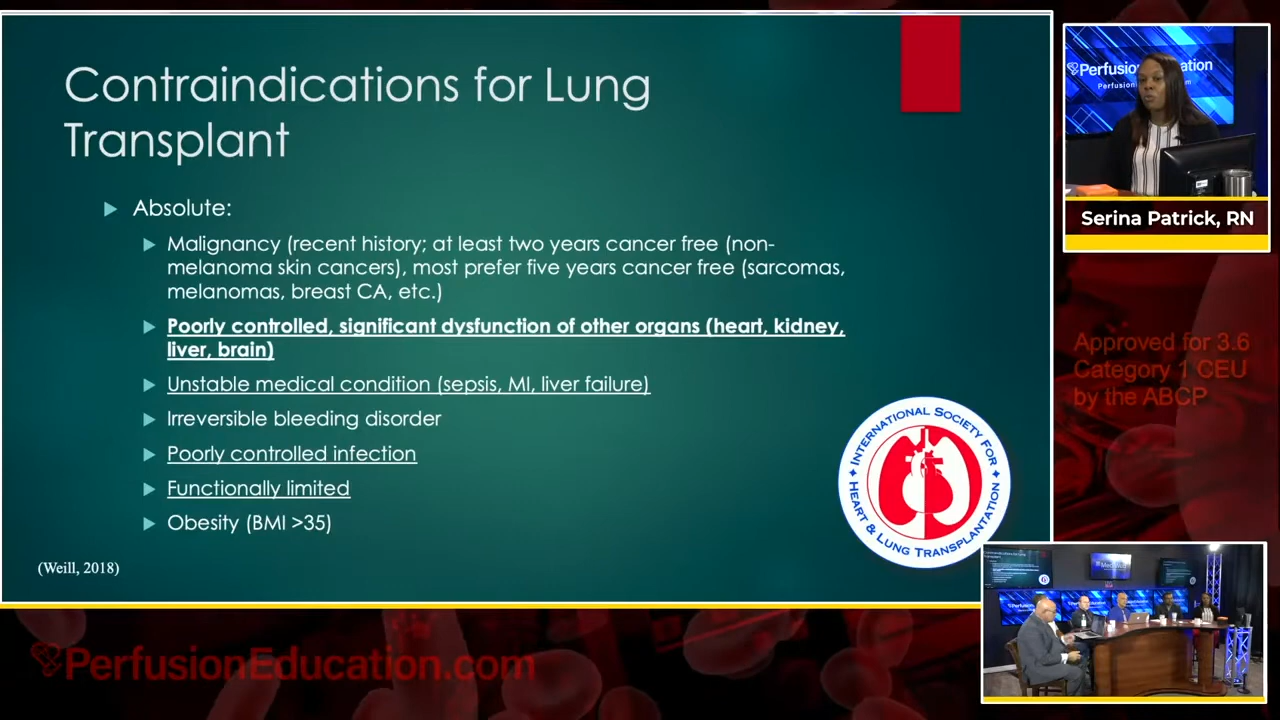 Contraindications for Lung
Transplant
Absolute:
Malignancy (recent history; at least two years cancer free (non-
melanoma skin cancers), most prefer five years cancer free (sarcomas,
melanomas, breast CA, etc.)
Poorly controlled, significant dysfunction of other organs (heart, kidney,
liver, brain)
Unstable medical condition (sepsis, MI, liver failure)
Irreversible bleeding disorder
Poorly controlled infection
Functionally limited
Obesity (BMI >35)
(Weill, 2018)
INTERNATIONAL SOCIETY FOR
HEART & LUNG TRANSPLANTATION
Serina Patrick, RN
Approved for 3.6
Category 1 CEU
by the ABCP
PerfusionEducation.com